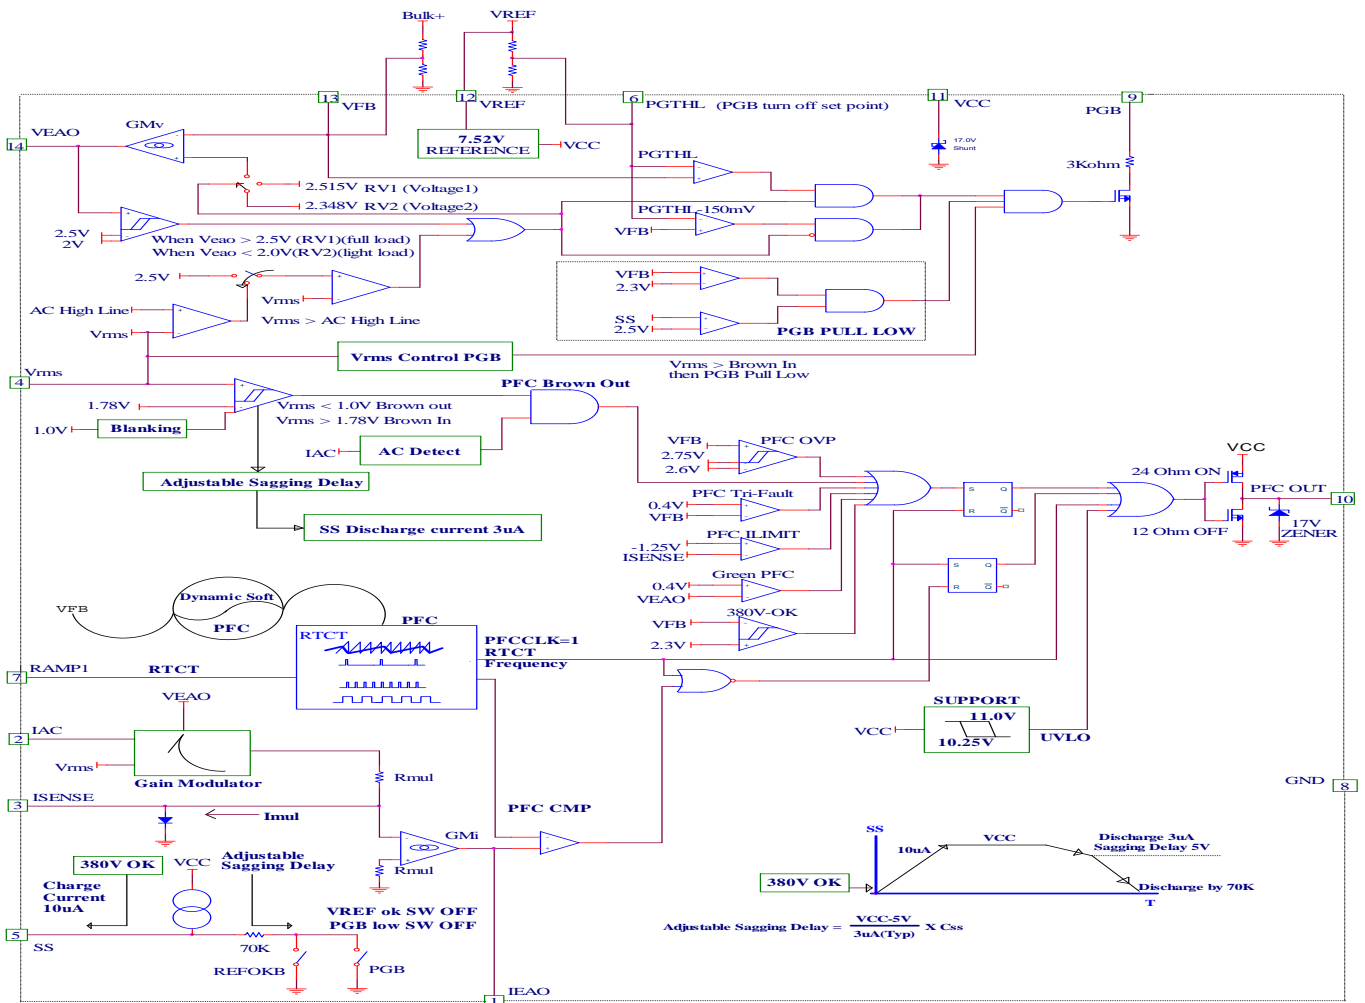 Bulk+
VREF
13
VFB
12
VREF
6
PGTHL (PGB turn off set point)
11
VCC
9
PGB
14
VEAO
GMv
7.52V
REFERENCE
VCC
17.0V
Shunt
3Kohm
PGTHL
2.515V RV1 (Voltage1)
2.348V RV2 (Voltage2)
PGTHL-150mV
VFB
2.5V
2V
When Veao > 2.5V (RV1)(full load)
When Veao < 2.0V(RV2)(light load)
2.5V
Vrms
AC High Line
Vrms
Vrms > AC High Line
VFB
2.3V
SS
2.5V
PGB PULL LOW
Vrms Control PGB
Vrms > Brown In
then PGB Pull Low
4
Vrms
1.78V
1.0V
Blanking
Vrms < 1.0V Brown out
Vrms > 1.78V Brown In
PFC Brown Out
IAC
AC Detect
Adjustable Sagging Delay
SS Discharge current 3uA
VFB
2.75V
2.6V
PFC OVP
PFC Tri-Fault
0.4V
VFB
PFC ILIMIT
-1.25V
ISENSE
Green PFC
0.4V
VEAO
380V-OK
VFB
2.3V
S
Q
R
Q
S
Q
R
Q
VCC
24 Ohm ON
PFC OUT
10
12 Ohm OFF
17V
ZENER
VFB
Dynamic Soft
PFC
PFC
RTCT
PFCCLK=1
RTCT
Frequency
7
RAMP1
RTCT
VEAO
2
IAC
Vrms
Gain Modulator
Rmul
SUPPORT
11.0V
10.25V
VCC
UVLO
GND
8
3
ISENSE
Imul
PFC CMP
GMi
Rmul
380V OK
VCC
Adjustable
Sagging Delay
Charge
Current
10uA
VREF ok SW OFF
PGB low SW OFF
5
SS
70K
REFOKB
PGB
1
IEAO
SS
10uA
VCC
Discharge 3uA
Sagging Delay 5V
380V OK
Discharge by 70K
T
Adjustable Sagging Delay = VCC-5V / 3uA(Typ) X Css